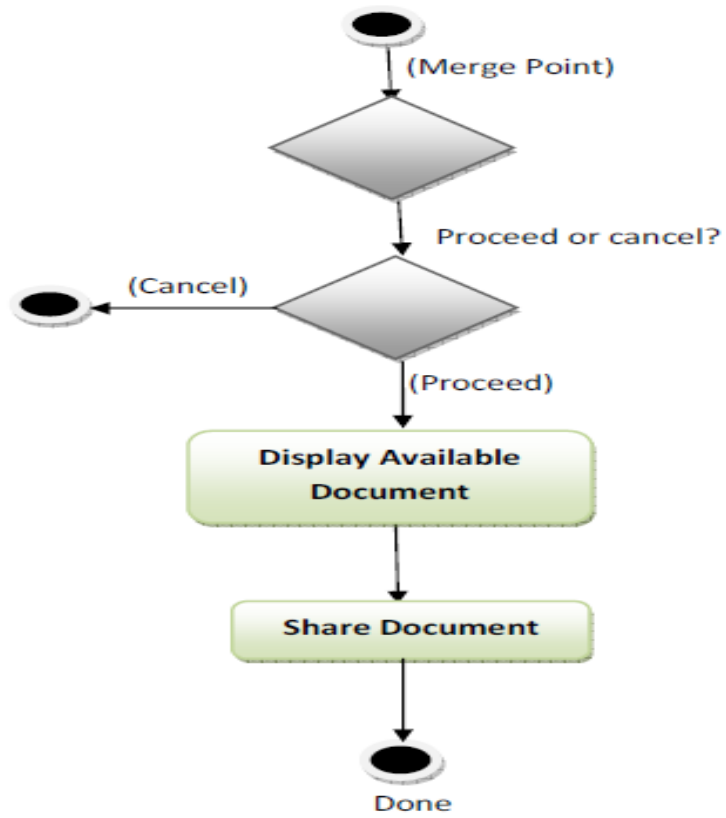 (Merge Point)
Proceed or cancel?
(Cancel)
(Proceed)
Display Available
Document
Share Document
Done